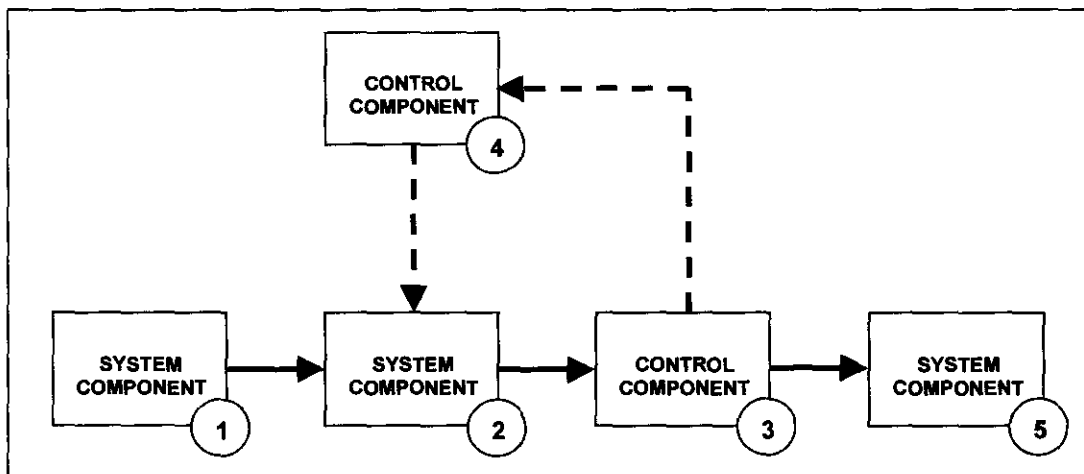 CONTROL
COMPONENT
4
SYSTEM
COMPONENT
1
SYSTEM
COMPONENT
2
CONTROL
COMPONENT
3
SYSTEM
COMPONENT
5